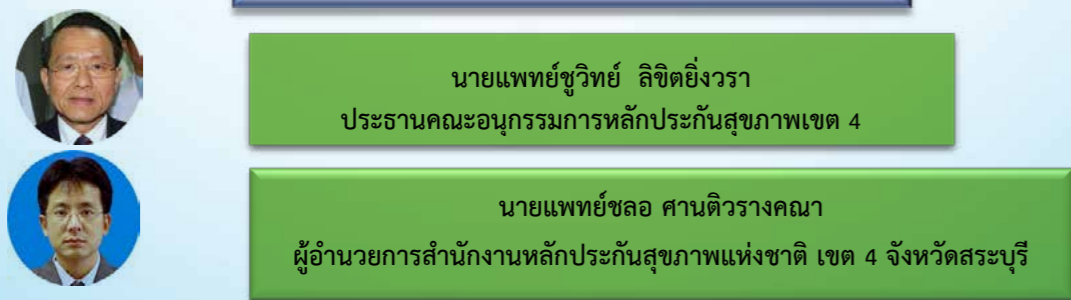 นายแพทย์ชูวิทย์ ลิขิตยิ่งวรา
ประธานคณะอนุกรรมการหลักประกันสุขภาพเขต 4
นายแพทย์ชลอ ศานติวรางคณา
ผู้อำนวยการสำนักงานหลักประกันสุขภาพแห่งชาติ เขต 4 จังหวัดสระบุรี